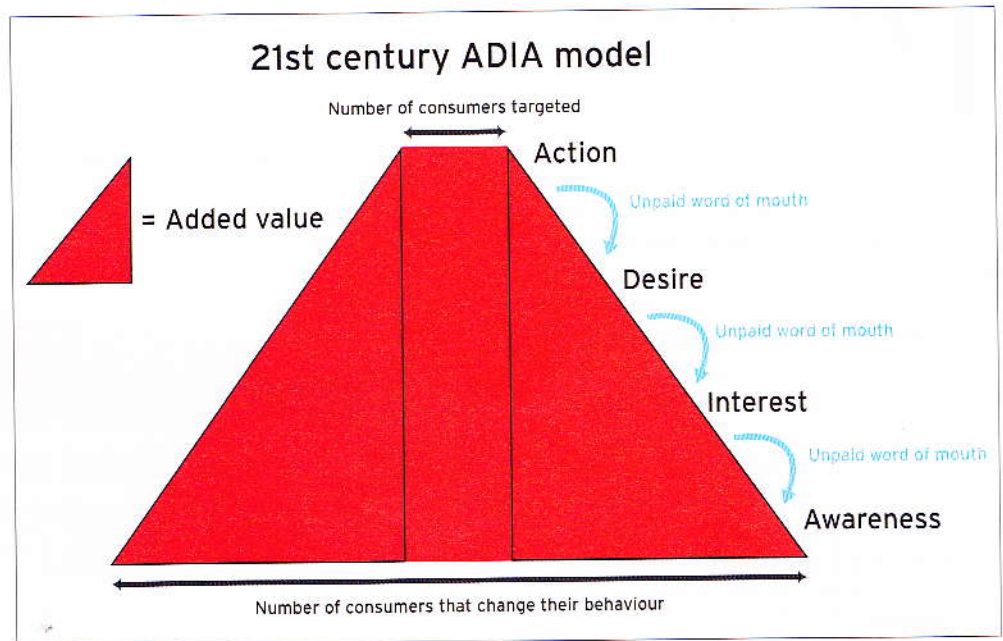 21st century ADIA model
Number of consumers targeted
Action
Unpaid word of mouth
= Added value
Desire
Unpaid word of mouth
Interest
Unpaid word of mouth
Awareness
Number of consumers that change their behaviour